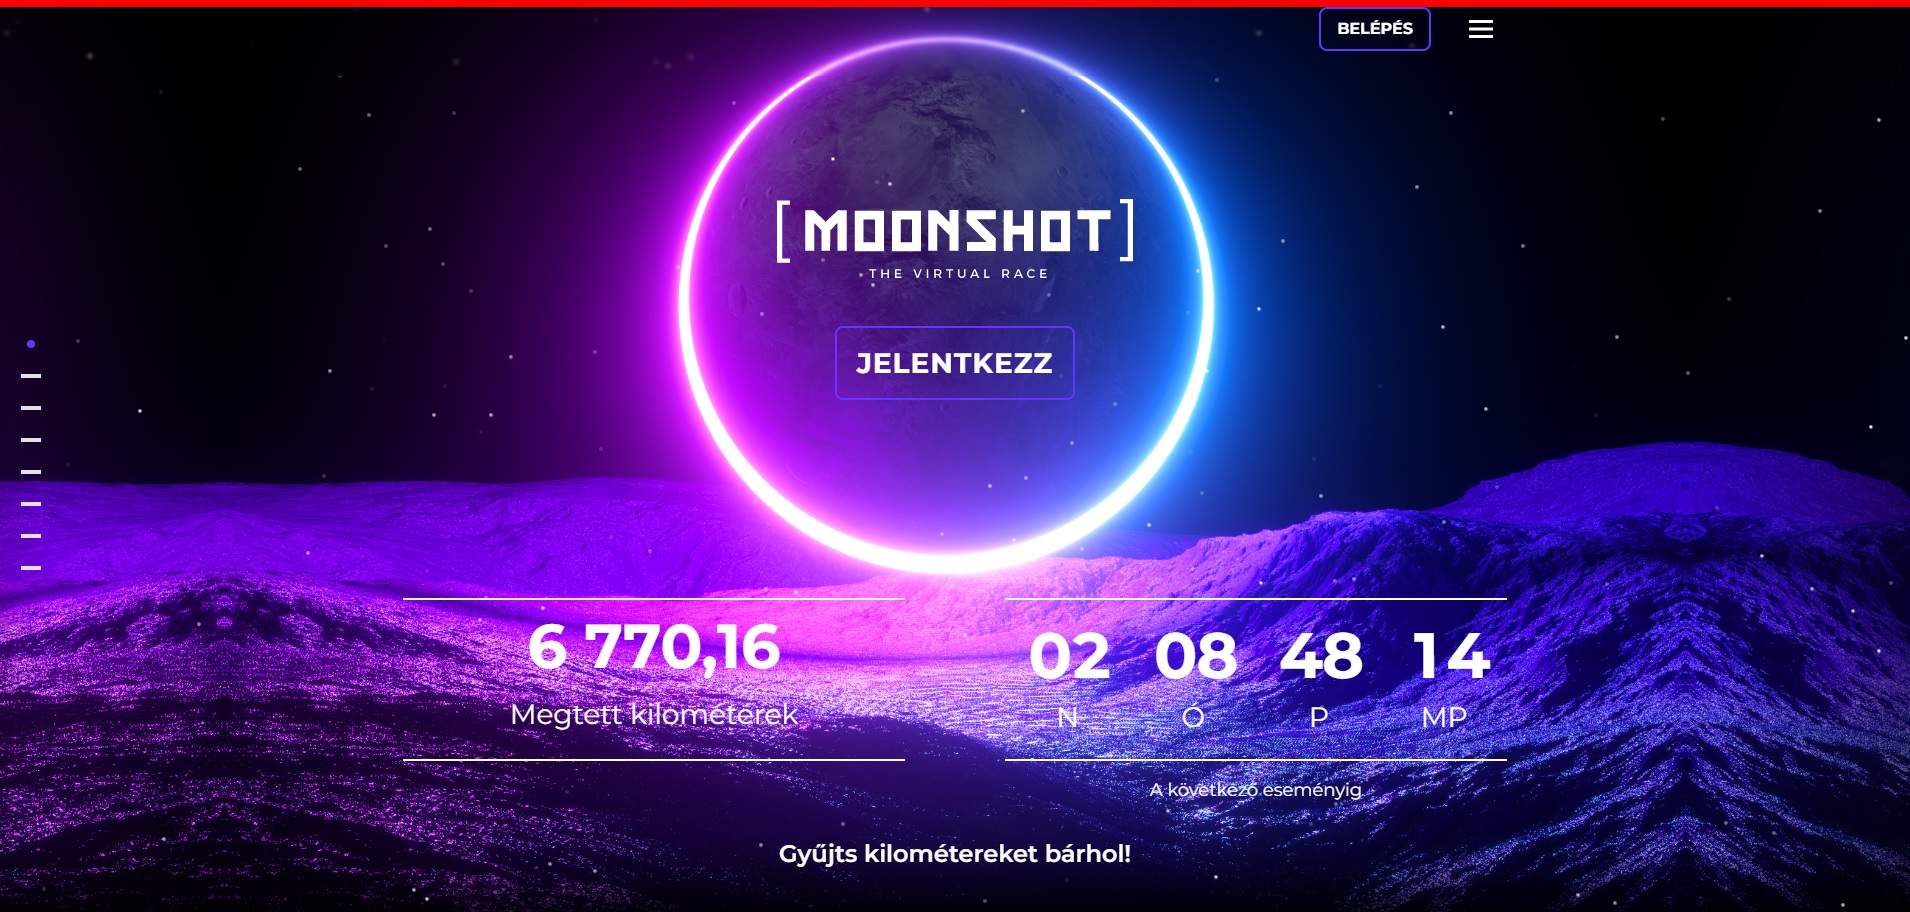 BELÉPÉS
[MOONSHOT]
THE VIRTUAL RACE
JELENTKEZZ
6 770,16
Megtett kilométerek
02 08 48 14
N Ó P MP
A következő eseményig
Gyűjts kilométereket bárhol!